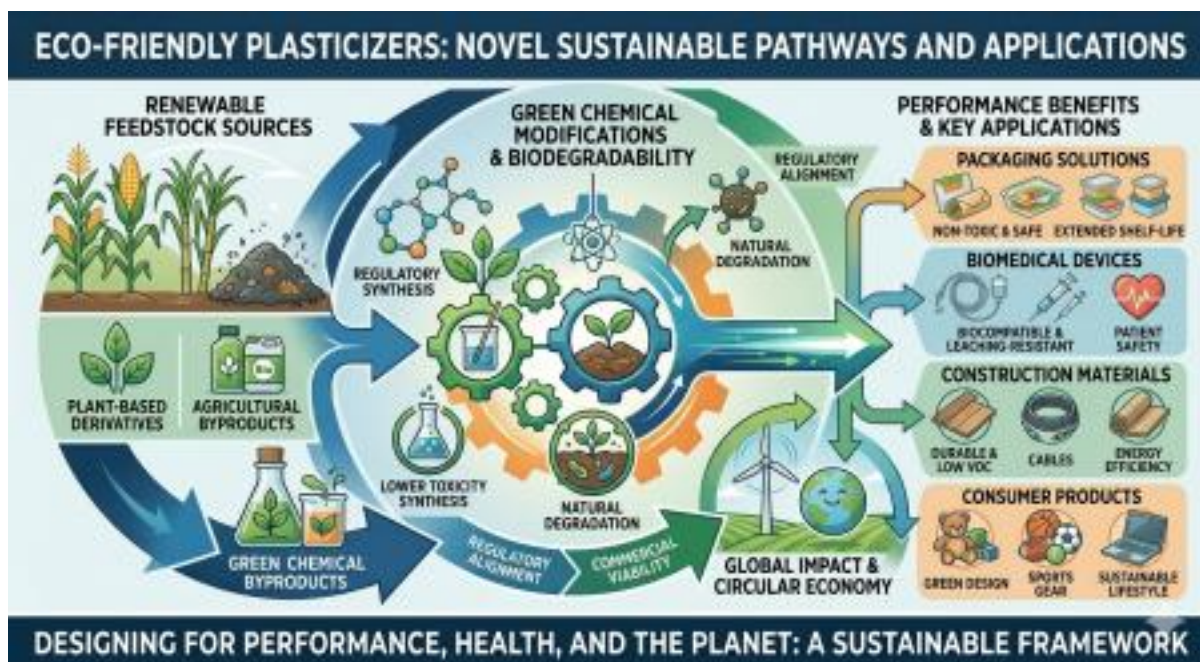 ECO-FRIENDLY PLASTICIZERS: NOVEL SUSTAINABLE PATHWAYS AND APPLICATIONS
RENEWABLE
FEEDSTOCK SOURCES
PLANT-BASED
DERIVATIVES
AGRICULTURAL
BYPRODUCTS
Bio
GREEN CHEMICAL
BYPRODUCTS
GREEN CHEMICAL
MODIFICATIONS
& BIODEGRADABILITY
REGULATORY
SYNTHESIS
NATURAL
DEGRADATION
LOWER TOXICITY
SYNTHESIS
NATURAL
DEGRADATION
REGULATORY
ALIGNMENT
COMMERCIAL
VIABILITY
REGULATORY
ALIGNMENT
GLOBAL IMPACT &
CIRCULAR ECONOMY
PERFORMANCE BENEFITS
& KEY APPLICATIONS
PACKAGING SOLUTIONS
NON-TOXIC & SAFE
EXTENDED SHELF-LIFE
BIOMEDICAL DEVICES
BIOCOMPATIBLE &
LEACHING-RESISTANT
PATIENT
SAFETY
CONSTRUCTION MATERIALS
DURABLE &
LOW VOC
CABLES
ENERGY
EFFICIENCY
CONSUMER PRODUCTS
GREEN DESIGN
SPORTS
GEAR
SUSTAINABLE
LIFESTYLE
DESIGNING FOR PERFORMANCE, HEALTH, AND THE PLANET: A SUSTAINABLE FRAMEWORK